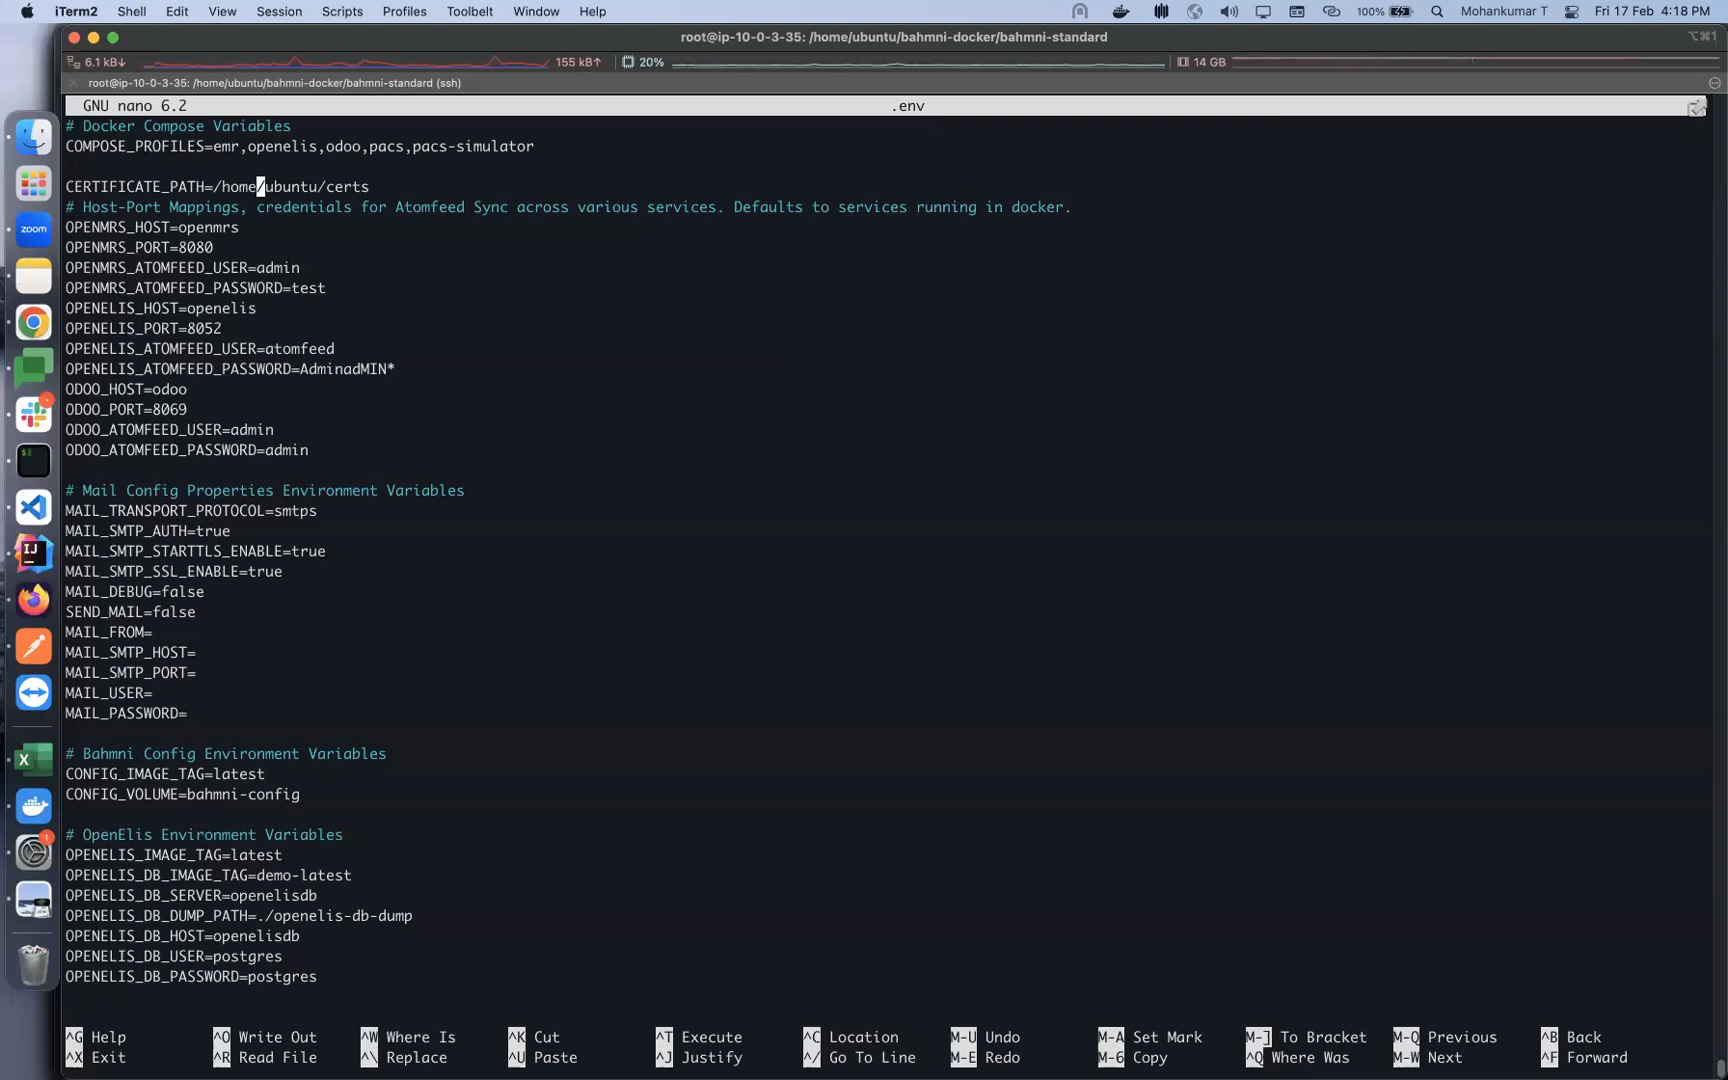 iTerm2 Shell Edit View Session Scripts Profiles Toolbelt Window Help 100% Mohankumar T Fri 17 Feb 4:18 PM
root@ip-10-0-3-35: /home/ubuntu/bahmni-docker/bahmni-standard ⌥⌘1
6.1 kB↓ 155 kB↑ 20% 14 GB
root@ip-10-0-3-35: /home/ubuntu/bahmni-docker/bahmni-standard (ssh)
GNU nano 6.2 .env
# Docker Compose Variables
COMPOSE_PROFILES=emr,openelis,odoo,pacs,pacs-simulator
CERTIFICATE_PATH=/home/ubuntu/certs
# Host-Port Mappings, credentials for Atomfeed Sync across various services. Defaults to services running in docker.
OPENMRS_HOST=openmrs
OPENMRS_PORT=8080
OPENMRS_ATOMFEED_USER=admin
OPENMRS_ATOMFEED_PASSWORD=test
OPENELIS_HOST=openelis
OPENELIS_PORT=8052
OPENELIS_ATOMFEED_USER=atomfeed
OPENELIS_ATOMFEED_PASSWORD=AdminadMIN*
ODOO_HOST=odoo
ODOO_PORT=8069
ODOO_ATOMFEED_USER=admin
ODOO_ATOMFEED_PASSWORD=admin
# Mail Config Properties Environment Variables
MAIL_TRANSPORT_PROTOCOL=smtps
MAIL_SMTP_AUTH=true
MAIL_SMTP_STARTTLS_ENABLE=true
MAIL_SMTP_SSL_ENABLE=true
MAIL_DEBUG=false
SEND_MAIL=false
MAIL_FROM=
MAIL_SMTP_HOST=
MAIL_SMTP_PORT=
MAIL_USER=
MAIL_PASSWORD=
# Bahmni Config Environment Variables
CONFIG_IMAGE_TAG=latest
CONFIG_VOLUME=bahmni-config
# OpenElis Environment Variables
OPENELIS_IMAGE_TAG=latest
OPENELIS_DB_IMAGE_TAG=demo-latest
OPENELIS_DB_SERVER=openelisdb
OPENELIS_DB_DUMP_PATH=./openelis-db-dump
OPENELIS_DB_HOST=openelisdb
OPENELIS_DB_USER=postgres
OPENELIS_DB_PASSWORD=postgres
^G Help ^O Write Out ^W Where Is ^K Cut ^T Execute ^C Location M-U Undo M-A Set Mark M-] To Bracket M-Q Previous ^B Back
^X Exit ^R Read File ^\ Replace ^U Paste ^J Justify ^/ Go To Line M-E Redo M-6 Copy ^Q Where Was M-W Next ^F Forward
zoom
IJ
X
1